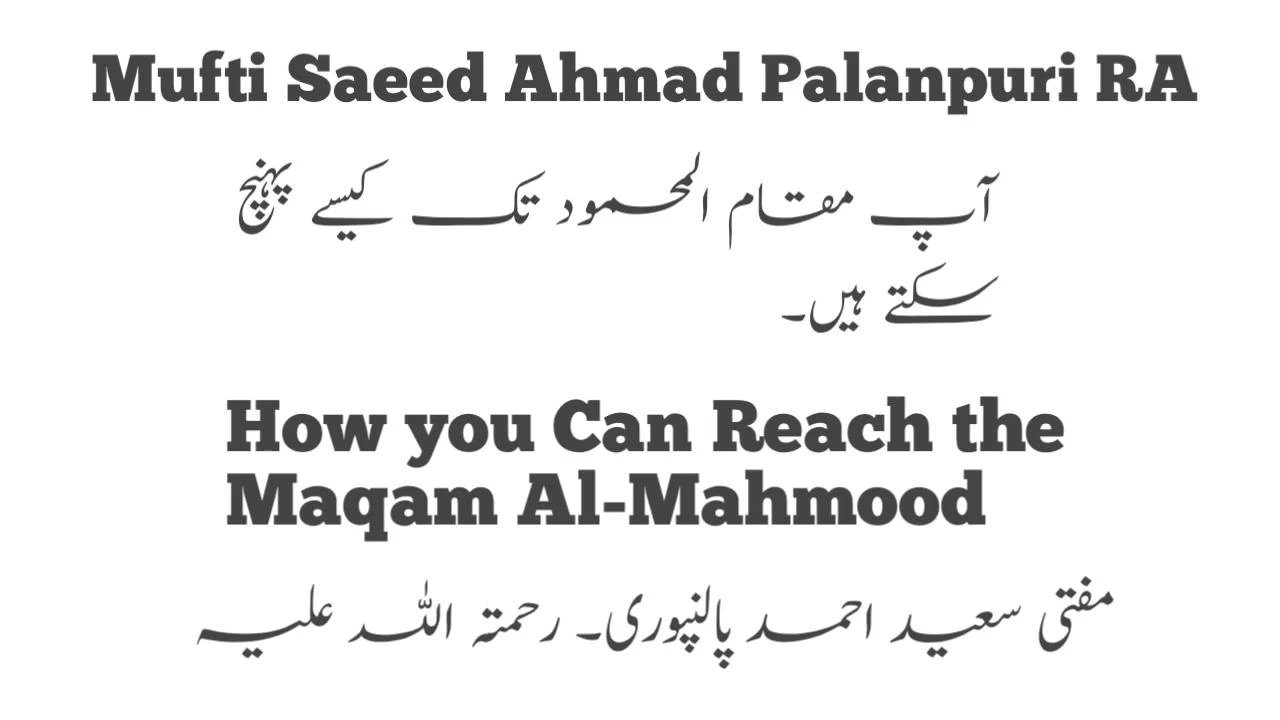 Mufti Saeed Ahmad Palanpuri RA
آپ مقام المحمود تک کیسے پہنچ
سکتے ہیں۔
How you Can Reach the
Maqam Al-Mahmood
مفتی سعید احمد پالنپوری۔ رحمتہ اللہ علیہ